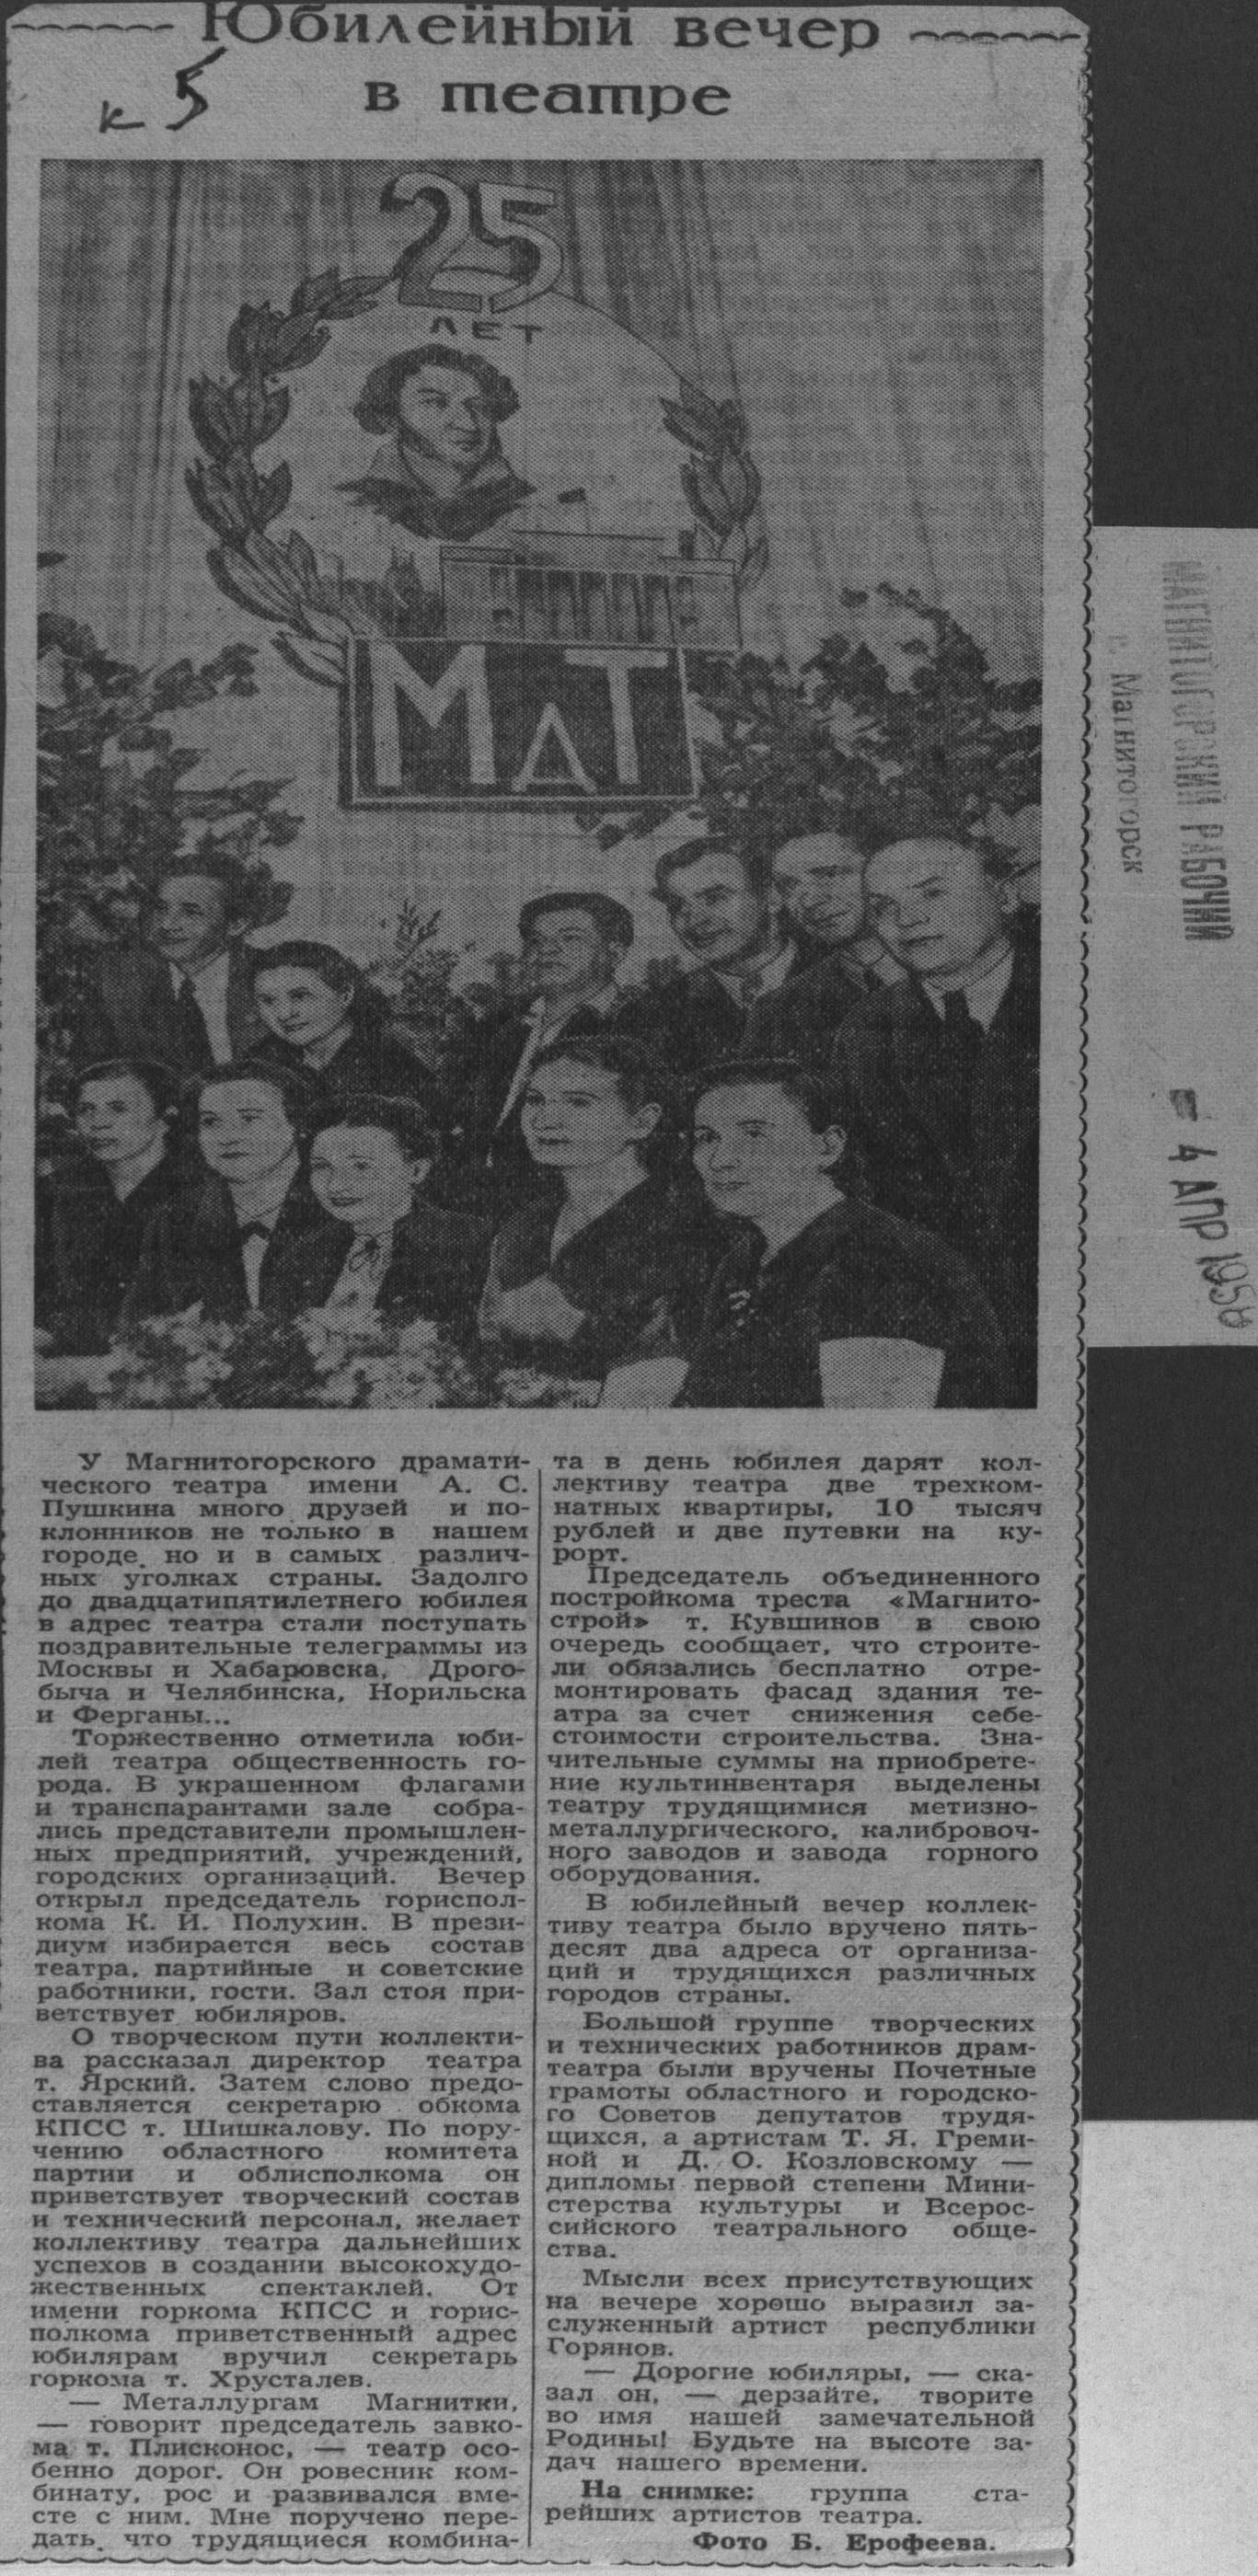 Юбилейный вечер
в театре
к 5
25
ЛЕТ
МДТ
МАГНИТОГОРСКИЙ РАБОЧИЙ
г. Магнитогорск
- 4 АПР 1956
У Магнитогорского драмати-
ческого театра имени А. С.
Пушкина много друзей и по-
клонников не только в нашем
городе, но и в самых различ-
ных уголках страны. Задолго
до двадцатипятилетнего юбилея
в адрес театра стали поступать
поздравительные телеграммы из
Москвы и Хабаровска, Дрого-
быча и Челябинска, Норильска
и Ферганы...
Торжественно отметила юби-
лей театра общественность го-
рода. В украшенном флагами
и транспарантами зале собра-
лись представители промышлен-
ных предприятий, учреждений,
городских организаций. Вечер
открыл председатель горислол-
кома К. И. Полухин. В прези-
диум избирается весь состав
театра, партийные и советские
работники, гости. Зал стоя при-
ветствует юбиляров.
О творческом пути коллекти-
ва рассказал директор театра
т. Ярский. Затем слово предо-
ставляется секретарю обкома
КПСС т. Шишкалову. По пору-
чению областного комитета
партии и облисполкома он
приветствует творческий состав
и технический персонал, желает
коллективу театра дальнейших
успехов в создании высокохудо-
жественных спектаклей. От
имени горкома КПСС и горис-
полкома приветственный адрес
юбилярам вручил секретарь
горкома т. Хрусталев.
— Металлургам Магнитки,
— говорит председатель завко-
ма т. Плисконос, — театр осо-
бенно дорог. Он ровесник ком-
бинату, рос и развивался вме-
сте с ним. Мне поручено пере-
дать, что трудящиеся комбина-
та в день юбилея дарят кол-
лективу театра две трехком-
натных квартиры, 10 тысяч
рублей и две путевки на ку-
рорт.
Председатель объединенного
постройкома треста «Магнито-
строй» т. Кувшинов в свою
очередь сообщает, что строите-
ли обязались бесплатно отре-
монтировать фасад здания те-
атра за счет снижения себе-
стоимости строительства. Зна-
чительные суммы на приобрете-
ние культинвентаря выделены
театру трудящимися метизно-
металлургического, калибровоч-
ного заводов и завода горного
оборудования.
В юбилейный вечер коллек-
тиву театра было вручено пять-
десят два адреса от организа-
ций и трудящихся различных
городов страны.
Большой группе творческих
и технических работников драм-
театра были вручены Почетные
грамоты областного и городско-
го Советов депутатов трудя-
щихся, а артистам Т. Я. Греми-
ной и Д. О. Козловскому —
дипломы первой степени Мини-
стерства культуры и Всерос-
сийского театрального обще-
ства.
Мысли всех присутствующих
на вечере хорошо выразил за-
служенный артист республики
Горянов.
— Дорогие юбиляры, — ска-
зал он, — дерзайте, творите
во имя нашей замечательной
Родины! Будьте на высоте за-
дач нашего времени.
На снимке: группа ста-
рейших артистов театра.
Фото Б. Ерофеева.